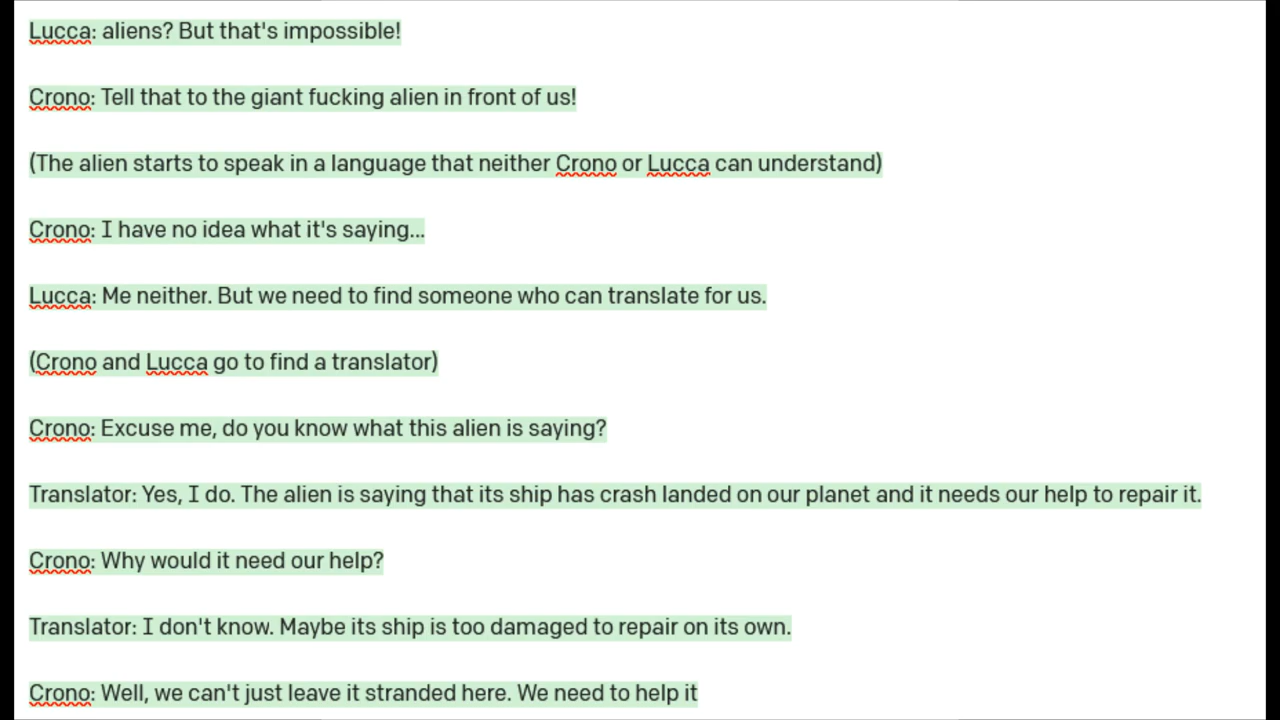 Lucca: aliens? But that's impossible!
Crono: Tell that to the giant fucking alien in front of us!
(The alien starts to speak in a language that neither Crono or Lucca can understand)
Crono: I have no idea what it's saying...
Lucca: Me neither. But we need to find someone who can translate for us.
(Crono and Lucca go to find a translator)
Crono: Excuse me, do you know what this alien is saying?
Translator: Yes, I do. The alien is saying that its ship has crash landed on our planet and it needs our help to repair it.
Crono: Why would it need our help?
Translator: I don't know. Maybe its ship is too damaged to repair on its own.
Crono: Well, we can't just leave it stranded here. We need to help it